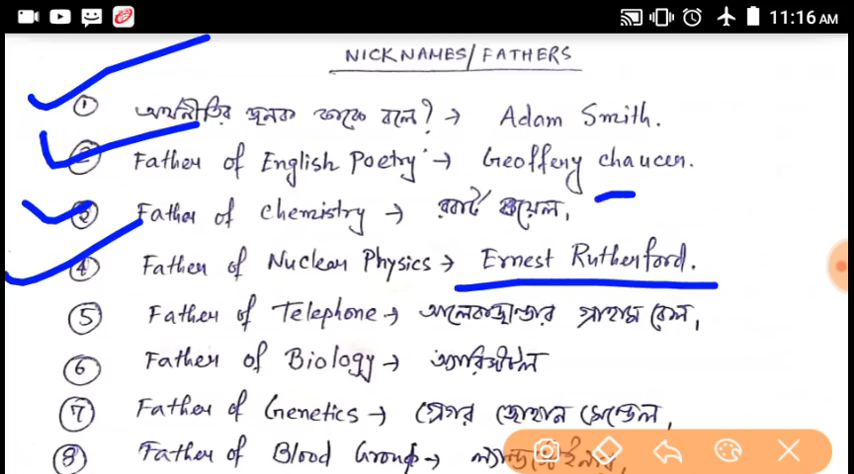 11:16 AM
NICKNAMES/FATHERS
① অর্থনীতির জনক কাকে বলে? → Adam Smith.
② Father of English Poetry → Geoffery Chaucer.
③ Father of Chemistry → রবার্ট বয়েল,
④ Father of Nuclear Physics → Ernest Rutherford.
⑤ Father of Telephone → আলেকজান্ডার গ্রাহাম বেল,
⑥ Father of Biology → অ্যারিস্টটল
⑦ Father of Genetics → গ্রেগর জোহান মেন্ডেল,
⑧ Father of Blood Group →